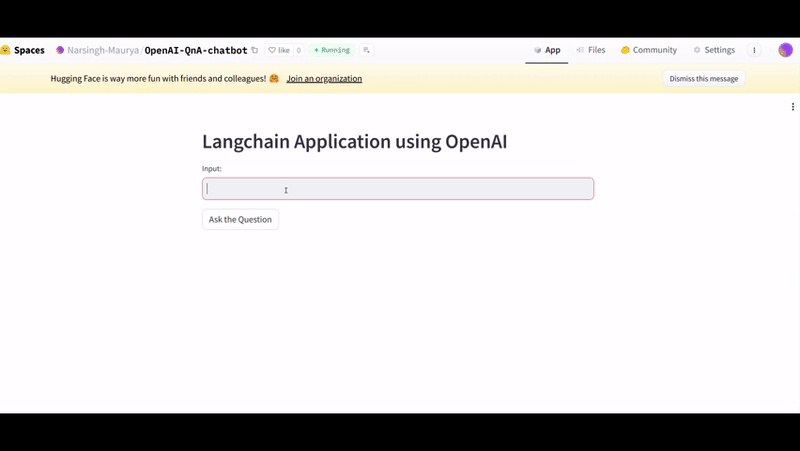 Spaces Narsingh-Maurya/OpenAI-QnA-chatbot like 0 Running App Files Community Settings
Hugging Face is way more fun with friends and colleagues! 🤗 Join an organization Dismiss this message
Langchain Application using OpenAI
Input:
Ask the Question